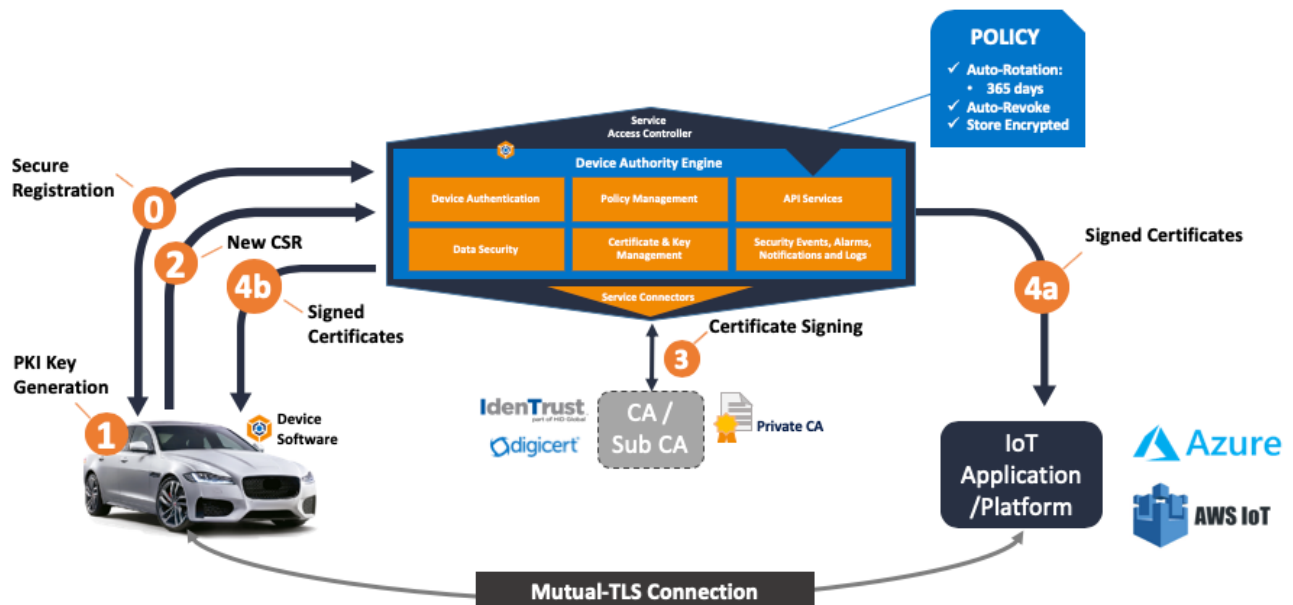 POLICY
✓ Auto-Rotation:
• 365 days
✓ Auto-Revoke
✓ Store Encrypted
Service
Access Controller
Device Authority Engine
Device Authentication
Policy Management
API Services
Data Security
Certificate & Key
Management
Security Events, Alarms,
Notifications and Logs
Service Connectors
Secure
Registration
0
2
New CSR
4b
Signed
Certificates
PKI Key
Generation
1
Device
Software
3
Certificate Signing
IdenTrust
part of HID Global
digicert
CA /
Sub CA
Private CA
Signed Certificates
4a
IoT
Application
/Platform
Azure
AWS IoT
Mutual-TLS Connection